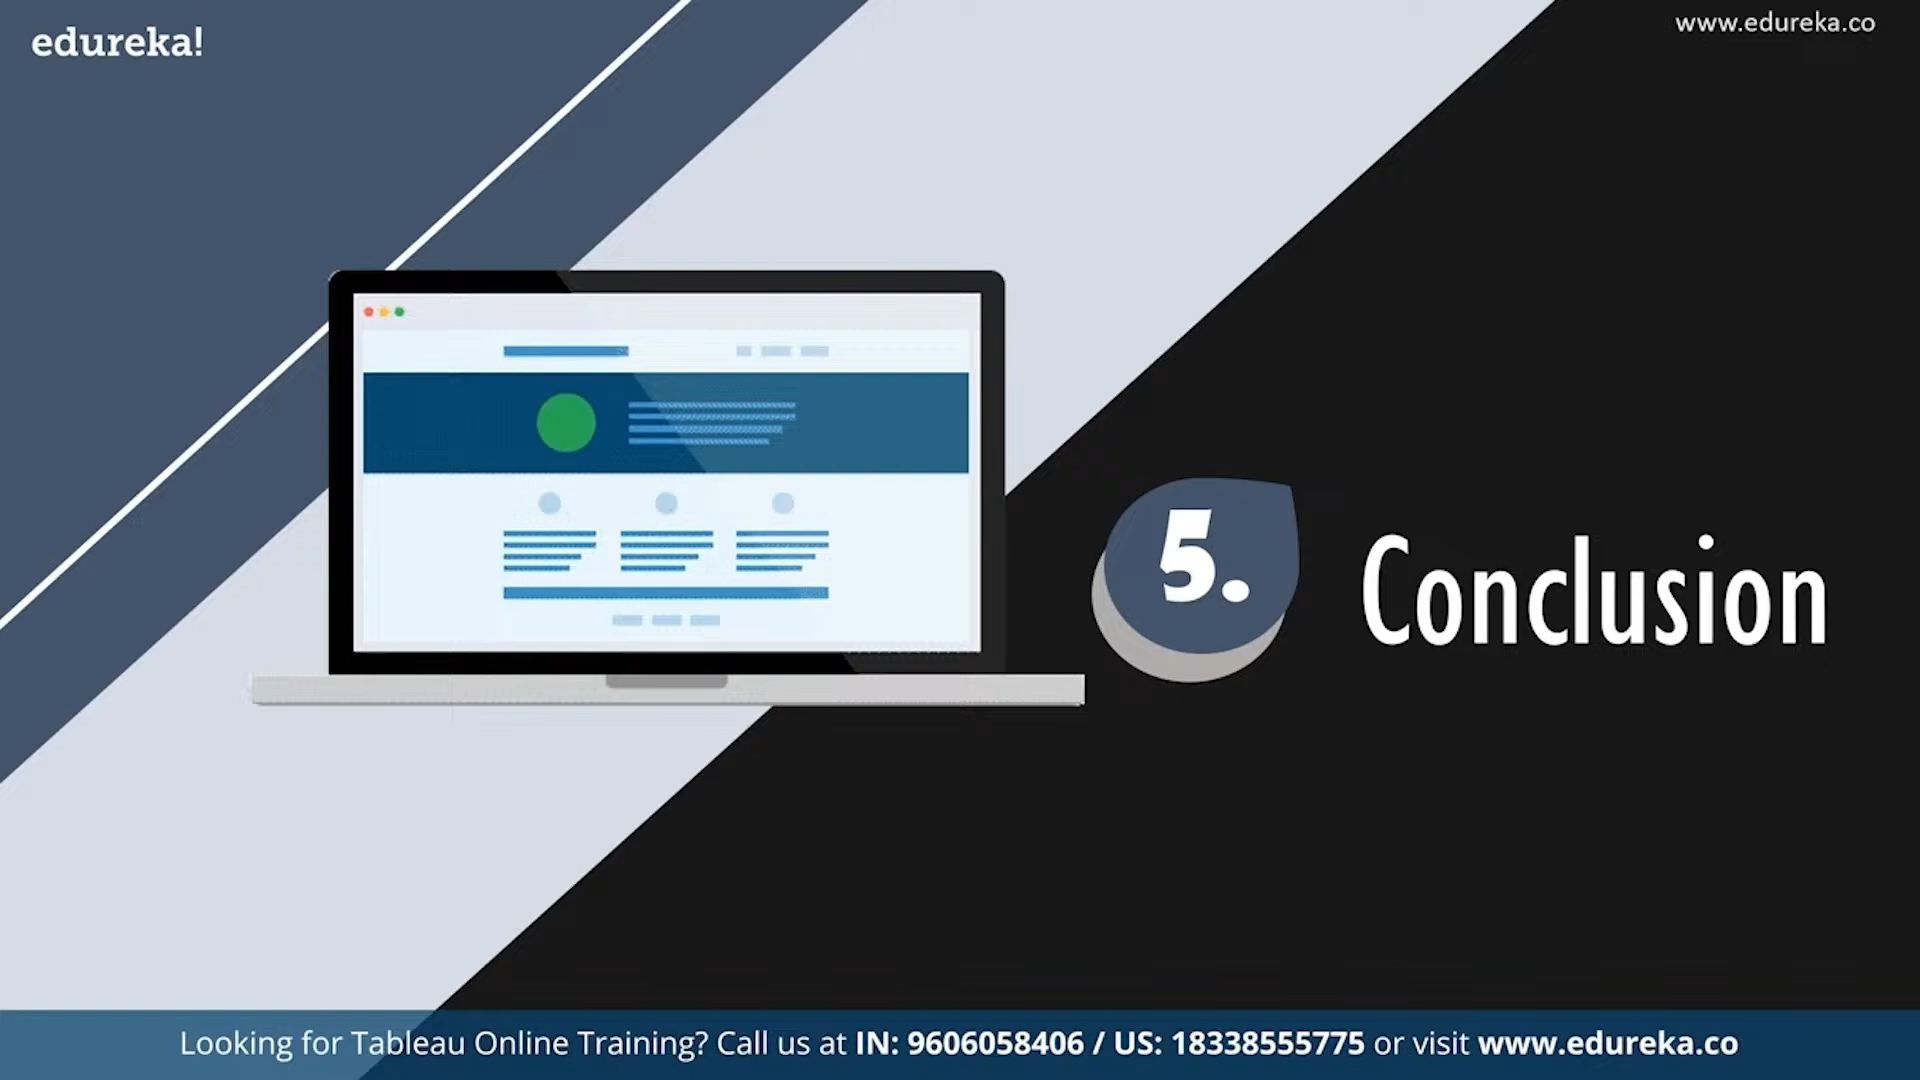 edureka!
www.edureka.co
5.
Conclusion
Looking for Tableau Online Training? Call us at IN: 9606058406 / US: 18338555775 or visit www.edureka.co